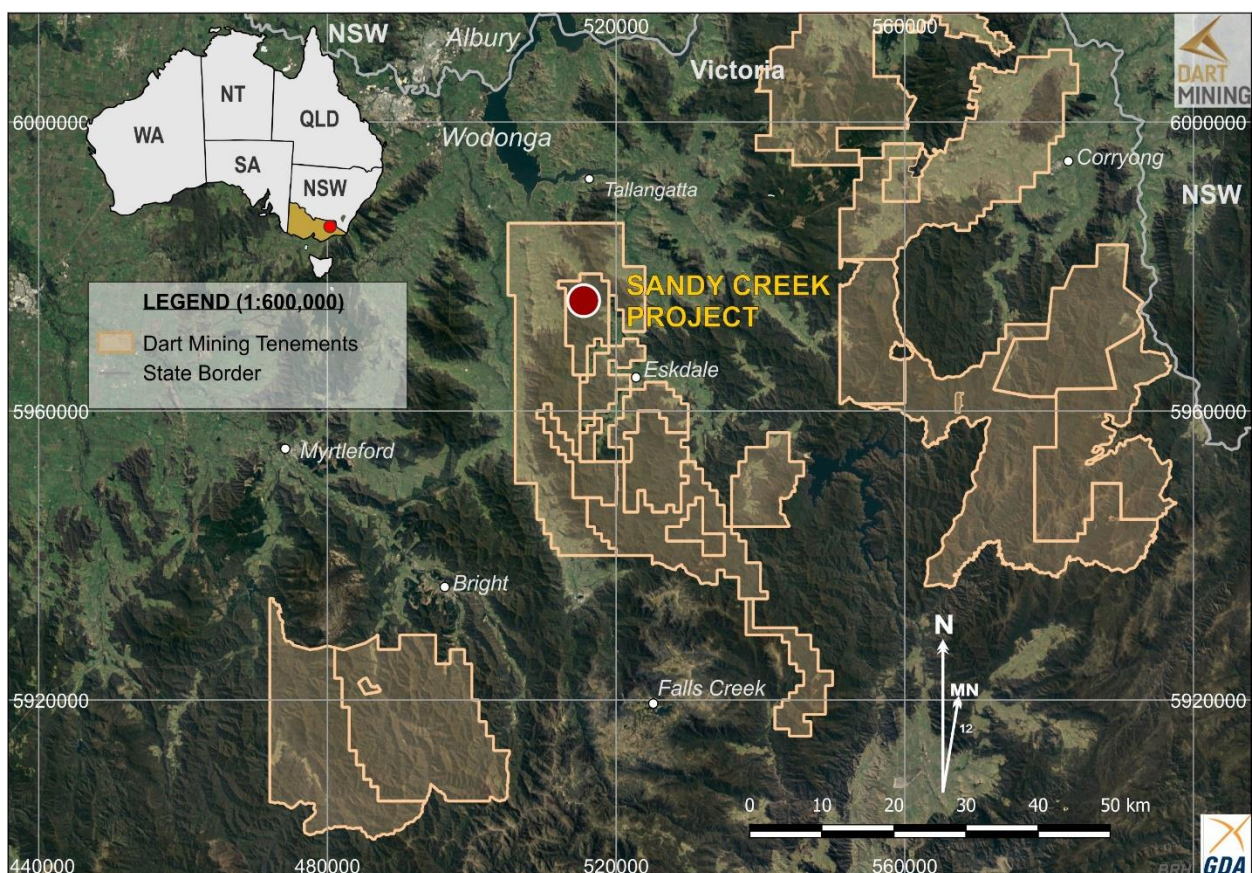 NSW
Albury
520000
560000
Victoria
DART
MINING
NT
QLD
WA
SA
NSW
6000000
6000000
Wodonga
Corryong
Tallangatta
NSW
LEGEND (1:600,000)
Dart Mining Tenements
State Border
SANDY CREEK
PROJECT
Eskdale
5960000
5960000
Myrtleford
Bright
N
MN
12
Falls Creek
5920000
5920000
0 10 20 30 40 50 km
440000
480000
520000
560000
GDA